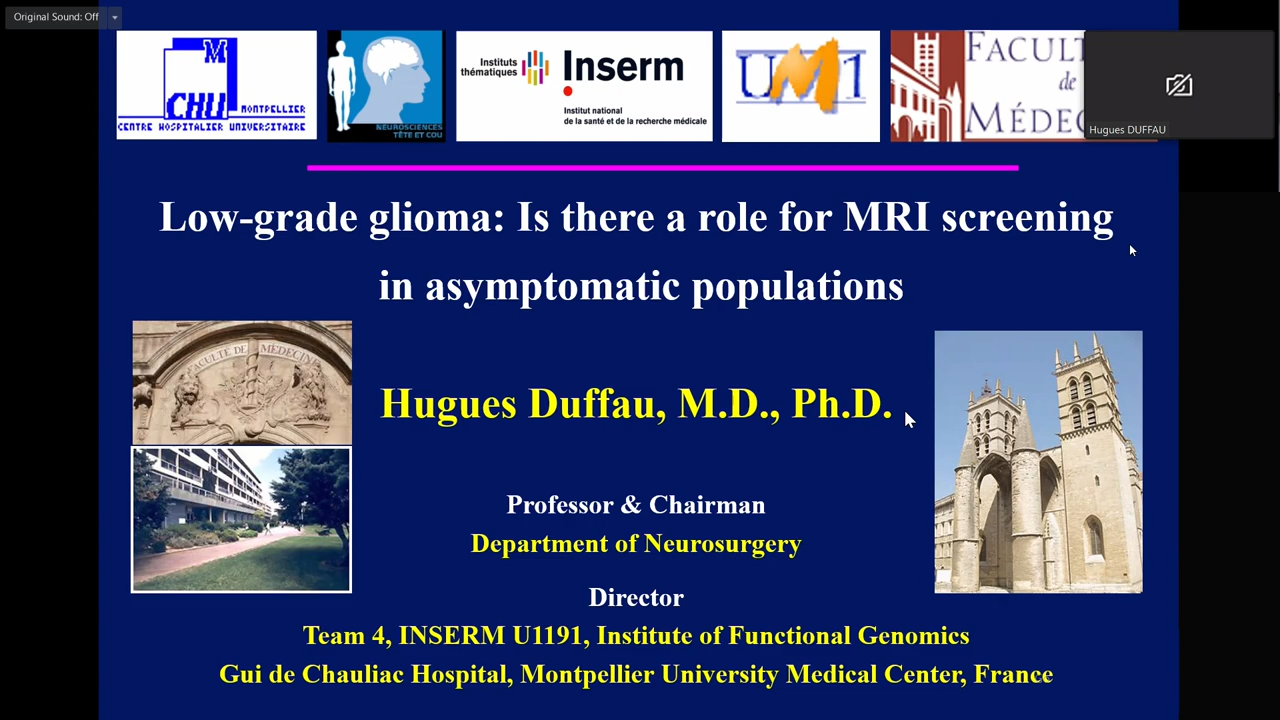 Original Sound: Off
M
CHU MONTPELLIER
CENTRE HOSPITALIER UNIVERSITAIRE
NEUROSCIENCES
TÊTE ET COU
Instituts
thématiques
Inserm
Institut national
de la santé et de la recherche médicale
UM1
FACULT
de
MÉDEC
Hugues DUFFAU
Low-grade glioma: Is there a role for MRI screening
in asymptomatic populations
FACULTÉ DE MÉDECINE
Hugues Duffau, M.D., Ph.D.
Professor & Chairman
Department of Neurosurgery
Director
Team 4, INSERM U1191, Institute of Functional Genomics
Gui de Chauliac Hospital, Montpellier University Medical Center, France